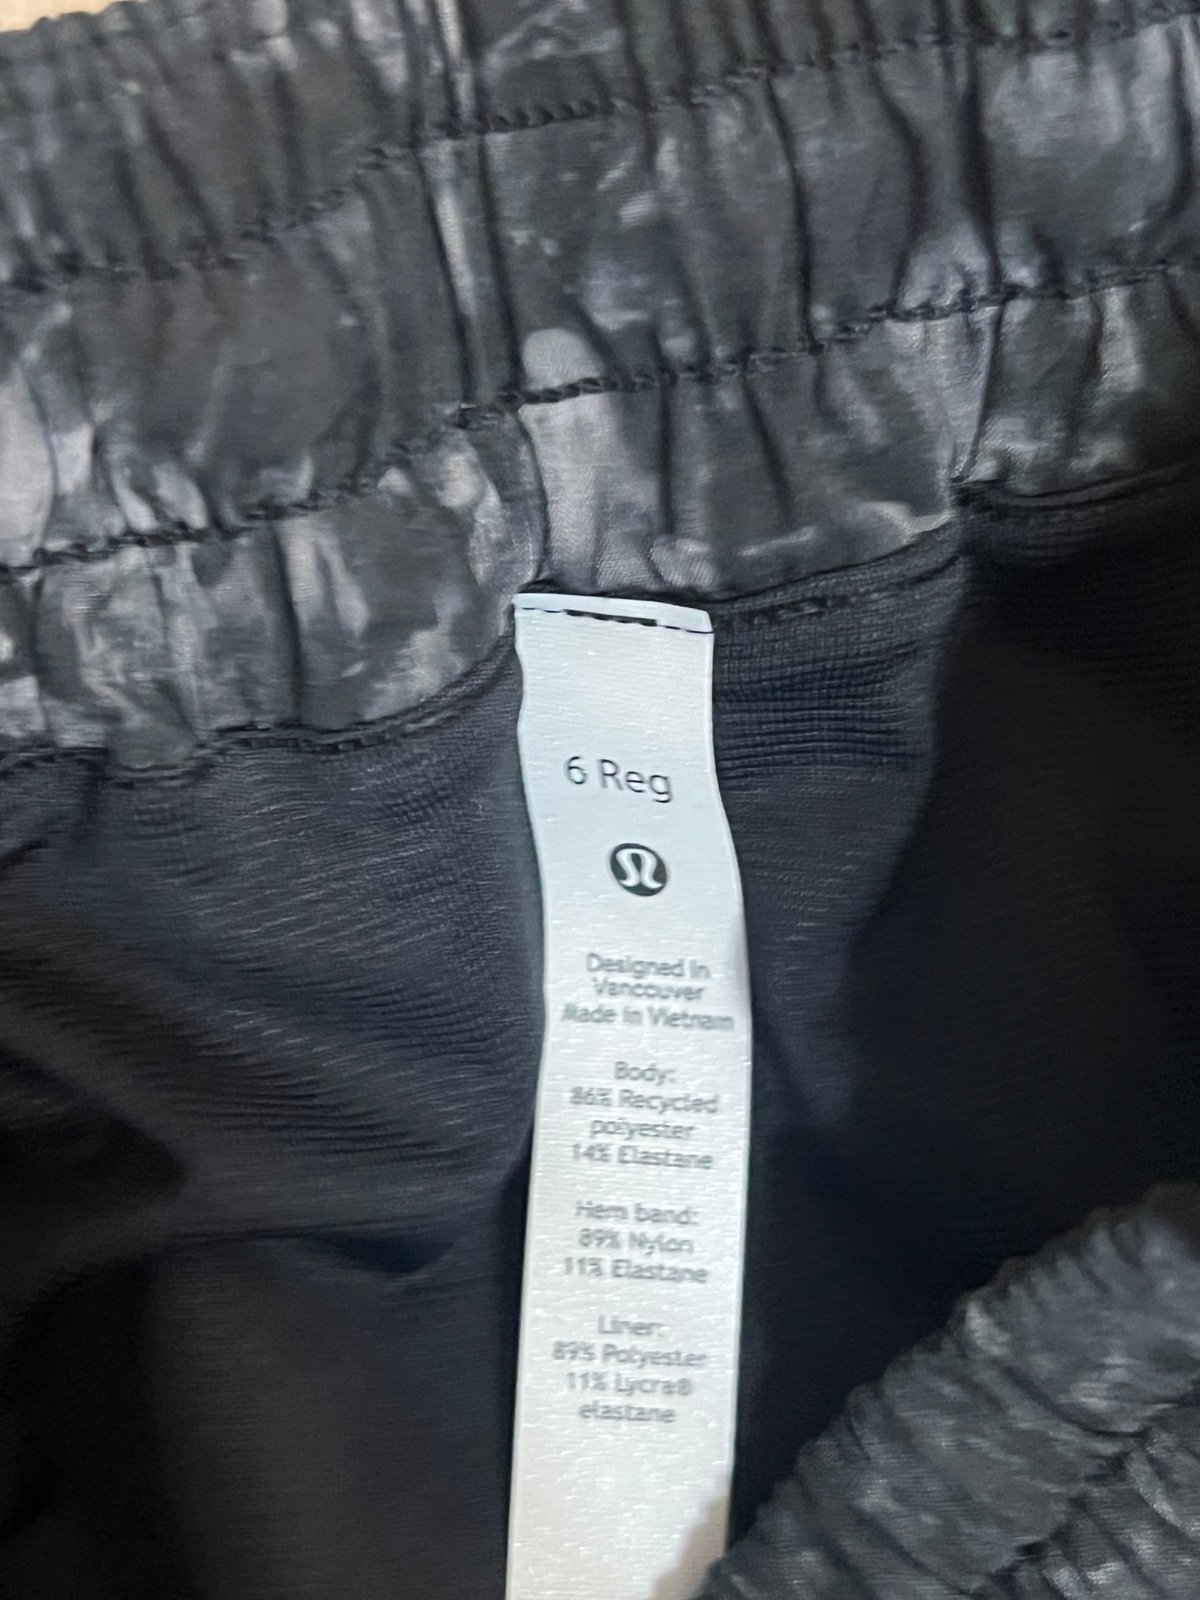 6 Reg
Designed in
Vancouver
Made in Vietnam
Body:
86% Recycled
polyester
14% Elastane
Hem band:
89% Nylon
11% Elastane
Liner:
89% Polyester
11% Lycra®
elastane